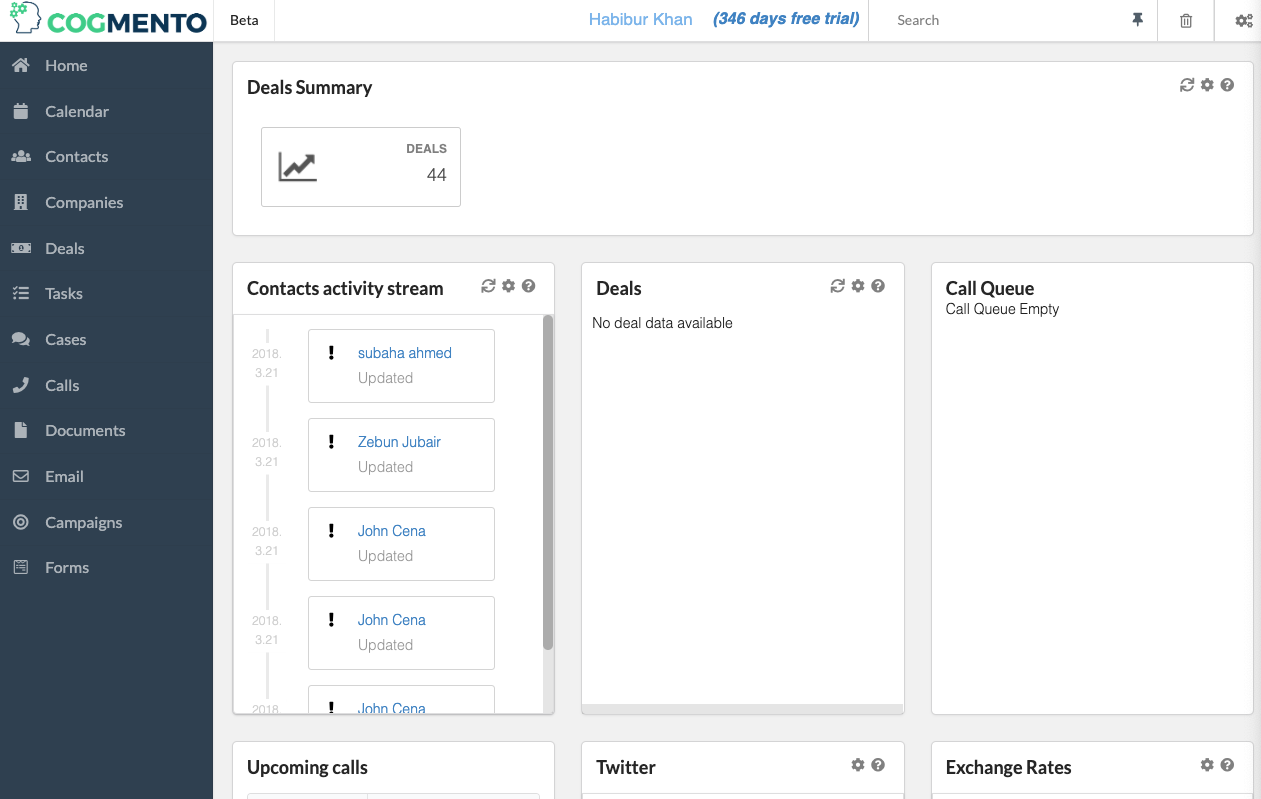 COGMENTO
Beta
Habibur Khan
(346 days free trial)
Search
Home
Calendar
Contacts
Companies
Deals
Tasks
Cases
Calls
Documents
Email
Campaigns
Forms
Deals Summary
DEALS
44
Contacts activity stream
2018.
3.21
subaha ahmed
Updated
2018.
3.21
Zebun Jubair
Updated
2018.
3.21
John Cena
Updated
2018.
3.21
John Cena
Updated
2018.
John Cena
Deals
No deal data available
Call Queue
Call Queue Empty
Upcoming calls
Twitter
Exchange Rates